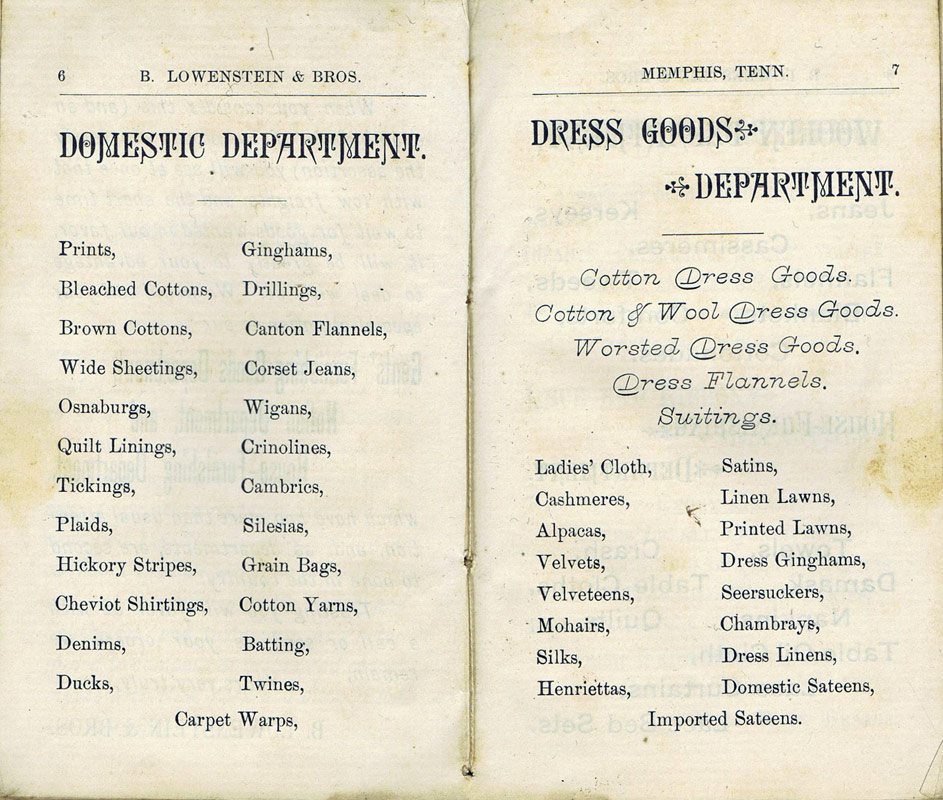 6 B. LOWENSTEIN & BROS.
DOMESTIC DEPARTMENT.
Prints, Ginghams,
Bleached Cottons, Drillings,
Brown Cottons, Canton Flannels,
Wide Sheetings, Corset Jeans,
Osnaburgs, Wigans,
Quilt Linings, Crinolines,
Tickings, Cambrics,
Plaids, Silesias,
Hickory Stripes, Grain Bags,
Cheviot Shirtings, Cotton Yarns,
Denims, Batting,
Ducks, Twines,
Carpet Warps,
MEMPHIS, TENN. 7
DRESS GOODS
DEPARTMENT.
Cotton Dress Goods.
Cotton & Wool Dress Goods.
Worsted Dress Goods.
Dress Flannels.
Suitings.
Ladies' Cloth, Satins,
Cashmeres, Linen Lawns,
Alpacas, Printed Lawns,
Velvets, Dress Ginghams,
Velveteens, Seersuckers,
Mohairs, Chambrays,
Silks, Dress Linens,
Henriettas, Domestic Sateens,
Imported Sateens.